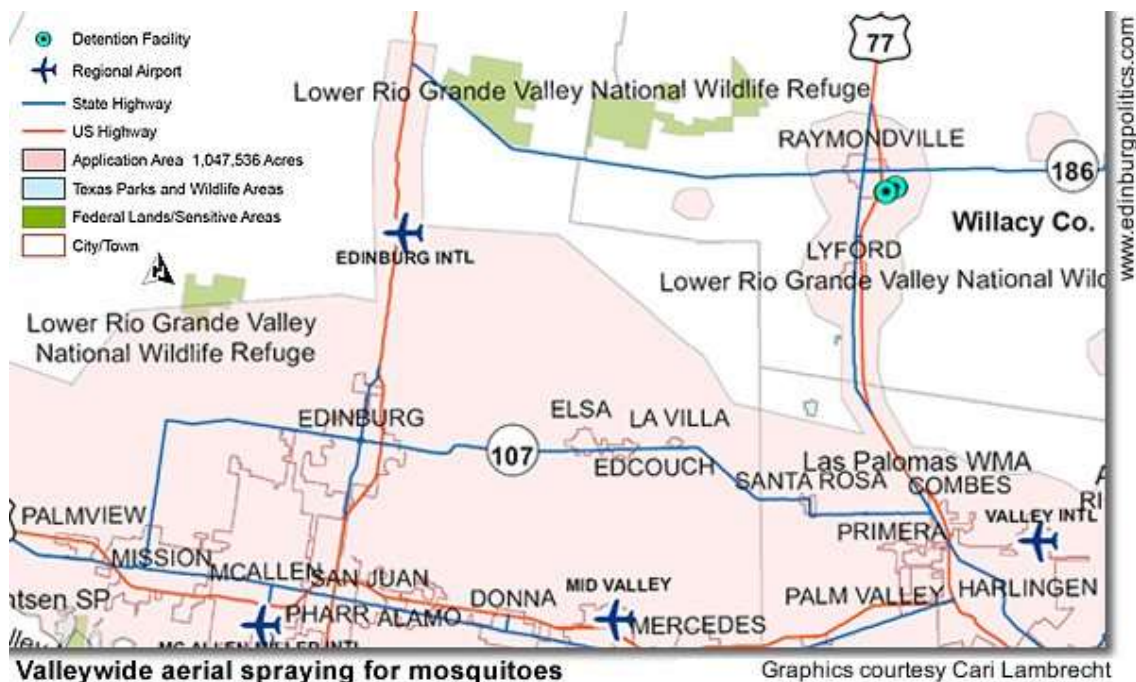 Detention Facility
Regional Airport
State Highway
US Highway
Application Area 1,047,536 Acres
Texas Parks and Wildlife Areas
Federal Lands/Sensitive Areas
City/Town
77
Lower Rio Grande Valley National Wildlife Refuge
RAYMONDVILLE
186
Willacy Co.
EDINBURG INTL
LYFORD
Lower Rio Grande Valley National Wild
Lower Rio Grande Valley
National Wildlife Refuge
EDINBURG
ELSA
LA VILLA
107
EDCOUCH
Las Palomas WMA
SANTA ROSA
COMBES
A
RI
PALMVIEW
PRIMERA
VALLEY INTL
MISSION
MCALLEN
SAN JUAN
MID VALLEY
PALM VALLEY
HARLINGEN
ntsen SP
PHARR
ALAMO
DONNA
MERCEDES
MC ALLEN MILLER INTL
Valleywide aerial spraying for mosquitoes
Graphics courtesy Cari Lambrecht
www.edinburgpolitics.com